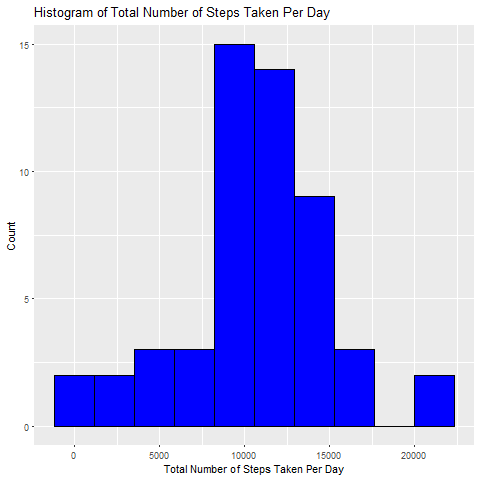 Histogram of Total Number of Steps Taken Per Day
15
10
5
0
Count
0 5000 10000 15000 20000
Total Number of Steps Taken Per Day